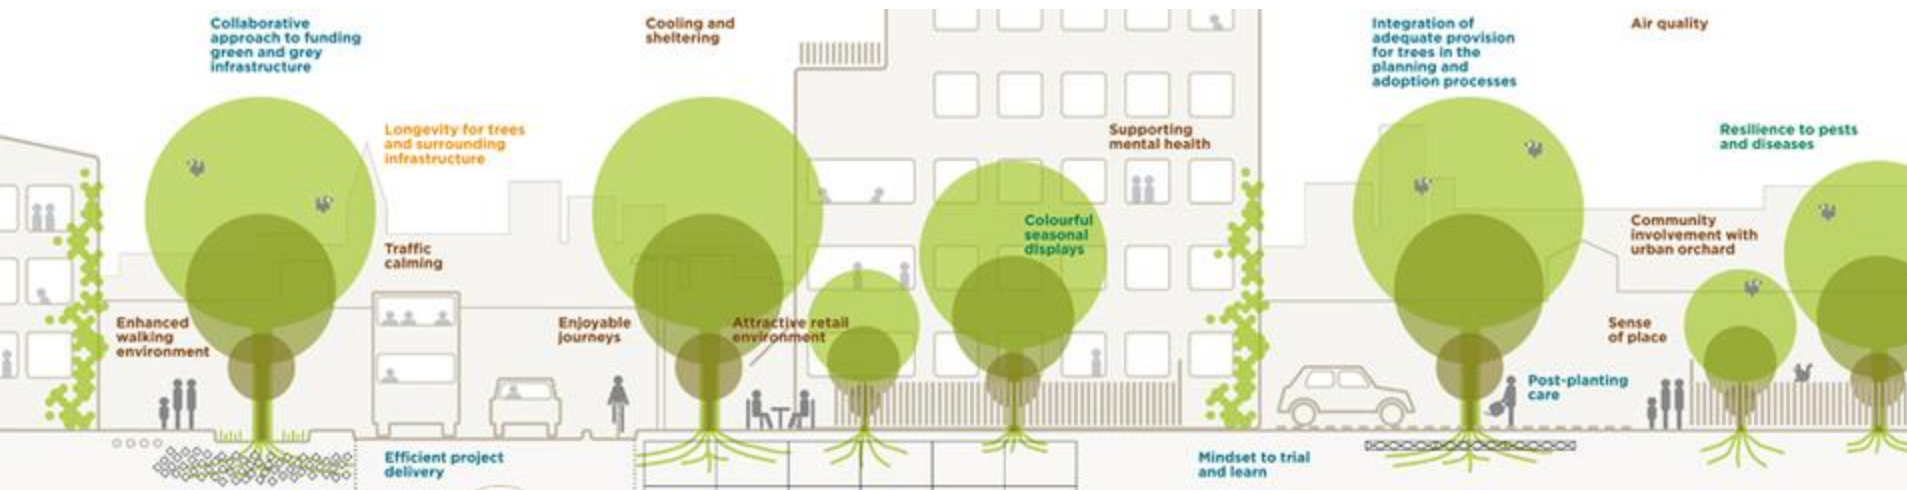 Collaborative
approach to funding
green and grey
infrastructure
Cooling and
sheltering
Integration of
adequate provision
for trees in the
planning and
adoption processes
Air quality
Longevity for trees
and surrounding
infrastructure
Supporting
mental health
Resilience to pests
and diseases
Colourful
seasonal
displays
Community
involvement with
urban orchard
Traffic
calming
Enhanced
walking
environment
Enjoyable
journeys
Attractive retail
environment
Sense
of place
Post-planting
care
Efficient project
delivery
Mindset to trial
and learn